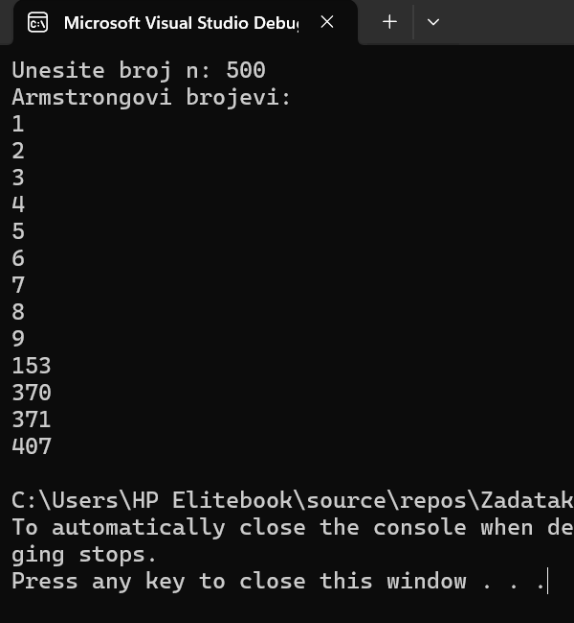 Microsoft Visual Studio Debu
Unesite broj n: 500
Armstrongovi brojevi:
1
2
3
4
5
6
7
8
9
153
370
371
407
C:\Users\HP Elitebook\source\repos\Zadatak
To automatically close the console when de
ging stops.
Press any key to close this window . . .